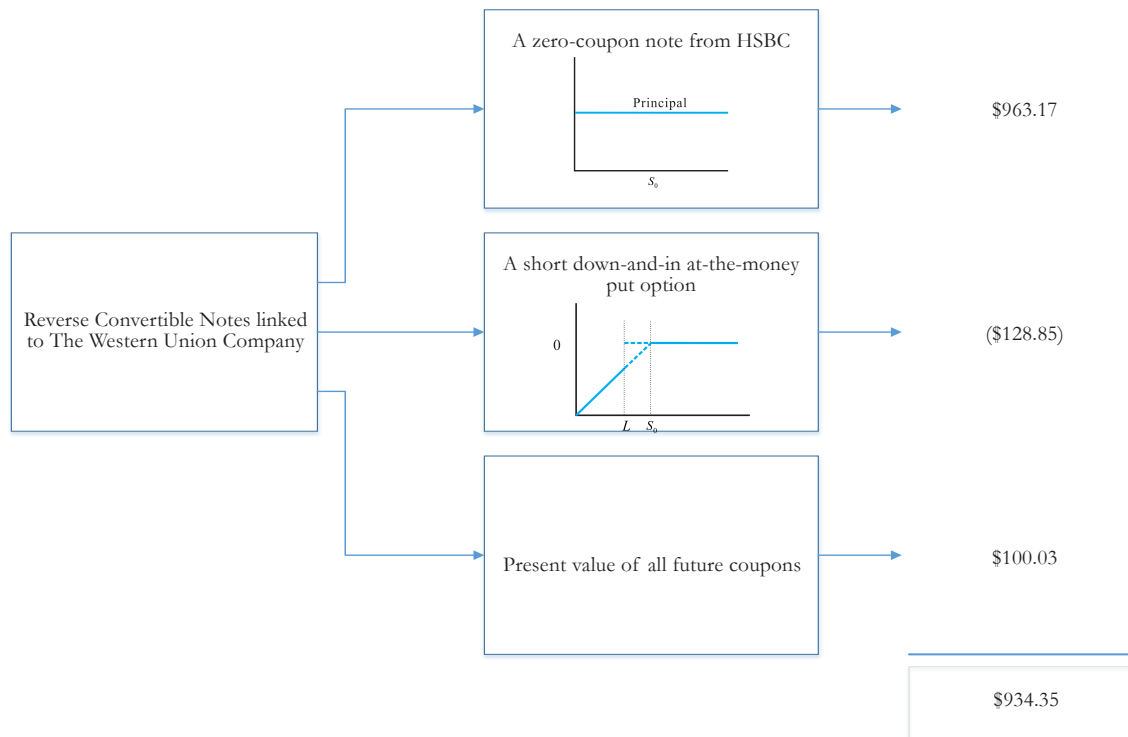 A zero-coupon note from HSBC
Principal
S₀
$963.17
Reverse Convertible Notes linked
to The Western Union Company
A short down-and-in at-the-money
put option
0
L S₀
($128.85)
Present value of all future coupons
$100.03
$934.35